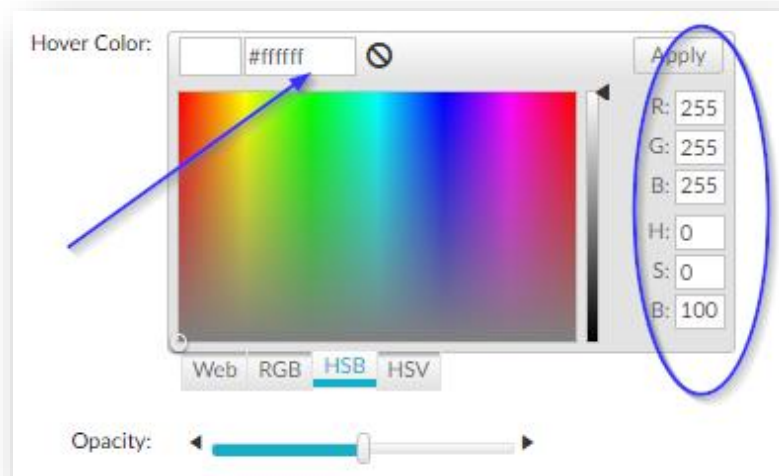 Hover Color:
#ffffff
Apply
R: 255
G: 255
B: 255
H: 0
S: 0
B: 100
Web RGB HSB HSV
Opacity: